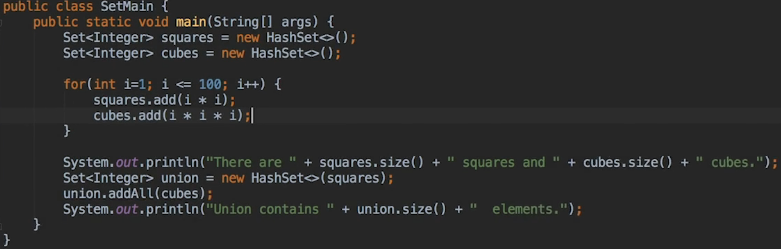 public class SetMain {
    public static void main(String[] args) {
        Set<Integer> squares = new HashSet<>();
        Set<Integer> cubes = new HashSet<>();

        for(int i=1; i <= 100; i++) {
            squares.add(i * i);
            cubes.add(i * i * i);
        }

        System.out.println("There are " + squares.size() + " squares and " + cubes.size() + " cubes.");
        Set<Integer> union = new HashSet<>(squares);
        union.addAll(cubes);
        System.out.println("Union contains " + union.size() + "  elements.");
    }
}